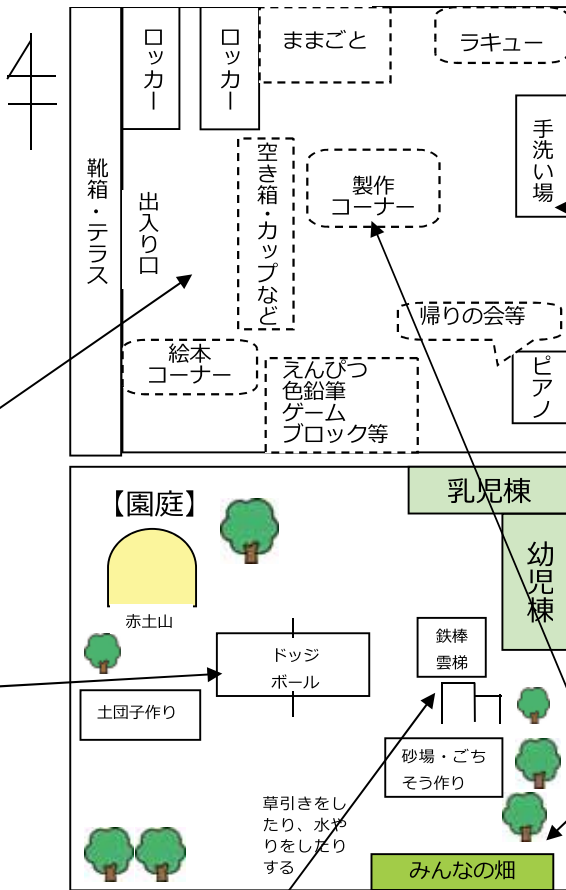 ロッカー
ロッカー
ままごと
ラキュー
手洗い場
靴箱・テラス
出入り口
空き箱・カップなど
製作
コーナー
帰りの会等
絵本
コーナー
えんぴつ
色鉛筆
ゲーム
ブロック等
ピアノ
【園庭】
乳児棟
幼児棟
赤土山
鉄棒
雲梯
ドッジ
ボール
土団子作り
砂場・ごち
そう作り
草引きをし
たり、水や
りをしたり
する
みんなの畑